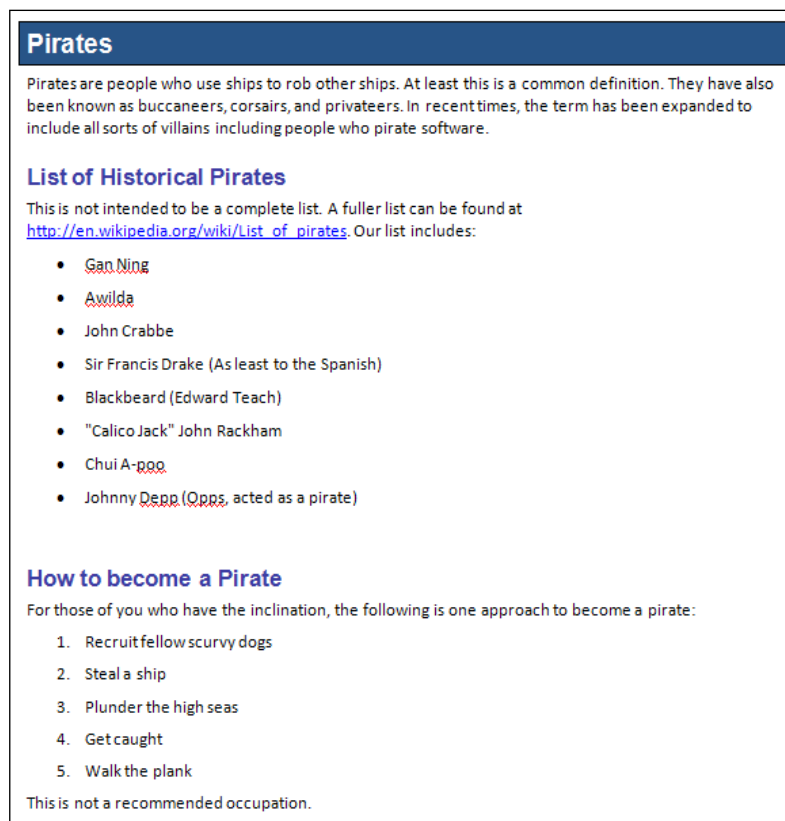 Pirates
Pirates are people who use ships to rob other ships. At least this is a common definition. They have also
been known as buccaneers, corsairs, and privateers. In recent times, the term has been expanded to
include all sorts of villains including people who pirate software.
List of Historical Pirates
This is not intended to be a complete list. A fuller list can be found at
http://en.wikipedia.org/wiki/List_of_pirates. Our list includes:
• Gan Ning
• Awilda
• John Crabbe
• Sir Francis Drake (As least to the Spanish)
• Blackbeard (Edward Teach)
• "Calico Jack" John Rackham
• Chui A-poo
• Johnny Depp (Opps, acted as a pirate)
How to become a Pirate
For those of you who have the inclination, the following is one approach to become a pirate:
1. Recruit fellow scurvy dogs
2. Steal a ship
3. Plunder the high seas
4. Get caught
5. Walk the plank
This is not a recommended occupation.